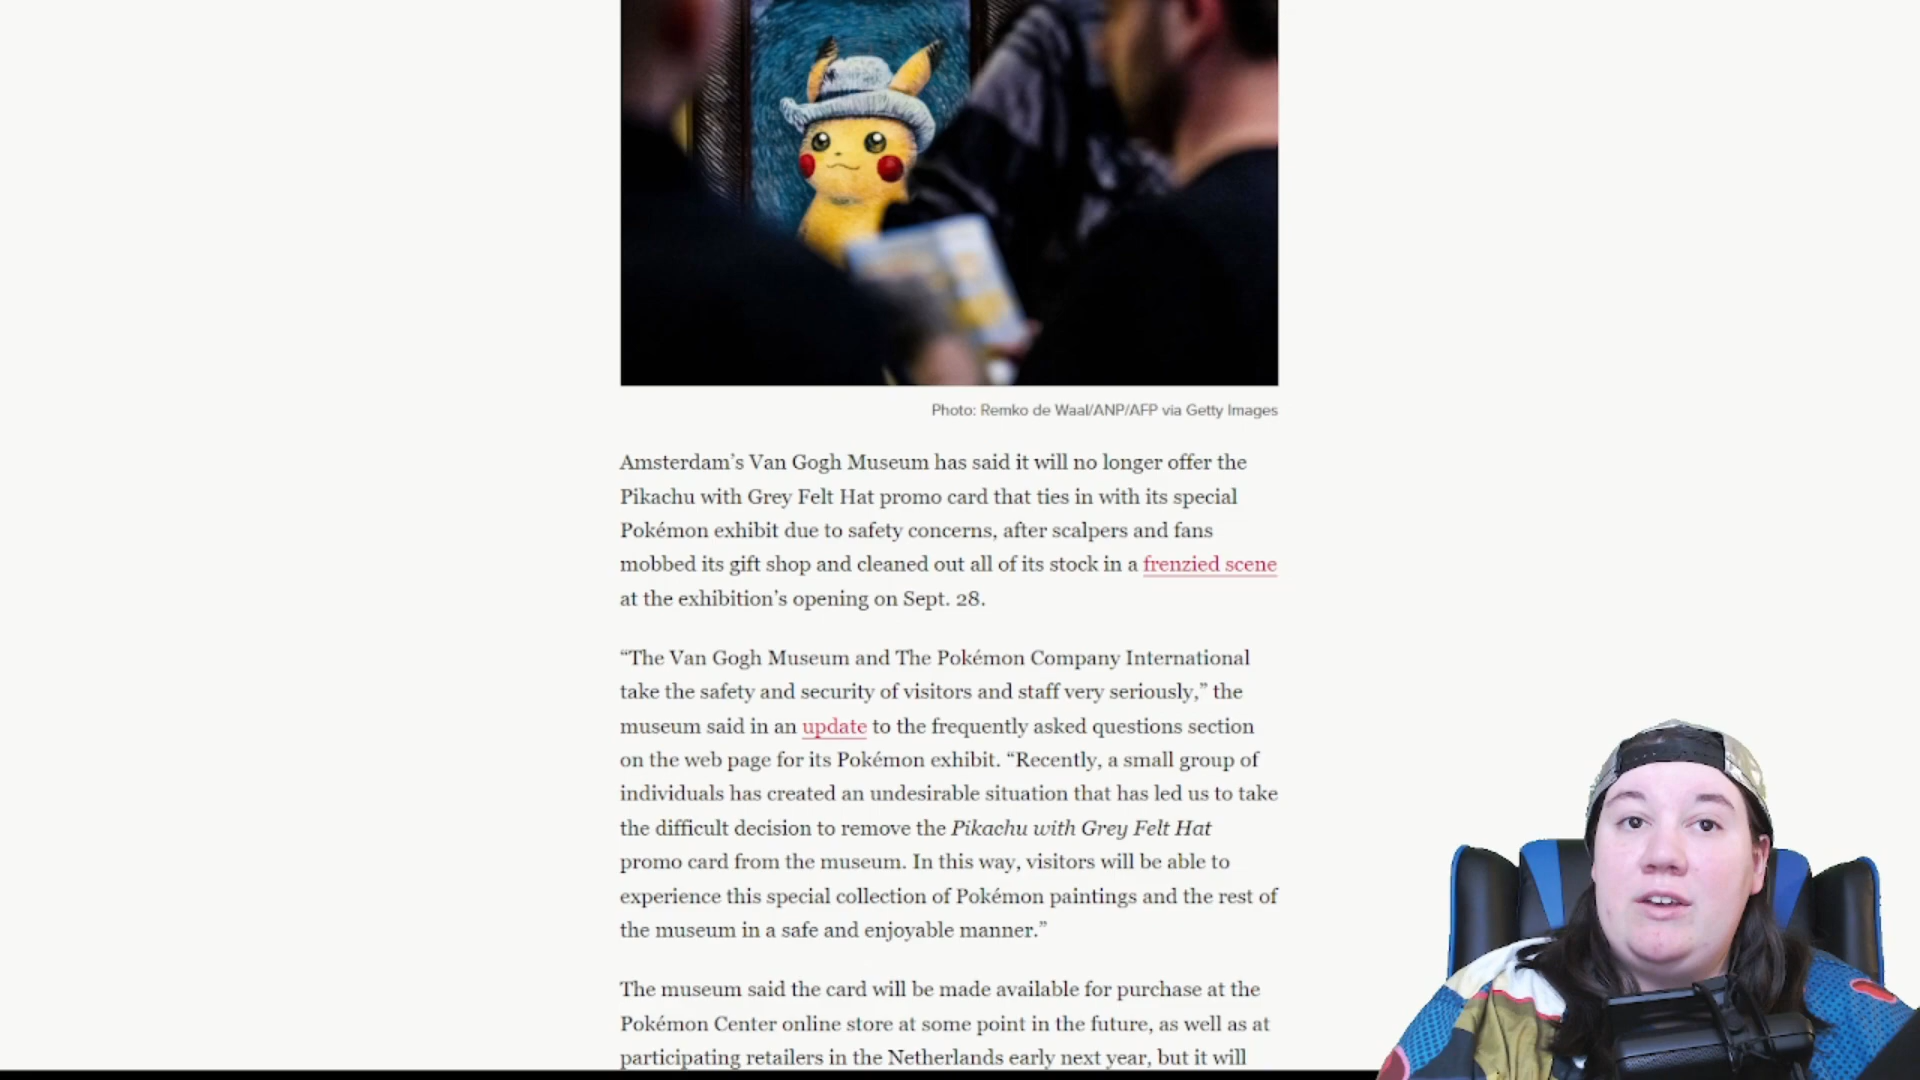 Photo: Remko de Waal/ANP/AFP via Getty Images
Amsterdam’s Van Gogh Museum has said it will no longer offer the
Pikachu with Grey Felt Hat promo card that ties in with its special
Pokémon exhibit due to safety concerns, after scalpers and fans
mobbed its gift shop and cleaned out all of its stock in a frenzied scene
at the exhibition’s opening on Sept. 28.
“The Van Gogh Museum and The Pokémon Company International
take the safety and security of visitors and staff very seriously,” the
museum said in an update to the frequently asked questions section
on the web page for its Pokémon exhibit. “Recently, a small group of
individuals has created an undesirable situation that has led us to take
the difficult decision to remove the Pikachu with Grey Felt Hat
promo card from the museum. In this way, visitors will be able to
experience this special collection of Pokémon paintings and the rest of
the museum in a safe and enjoyable manner.”
The museum said the card will be made available for purchase at the
Pokémon Center online store at some point in the future, as well as at
participating retailers in the Netherlands early next year, but it will